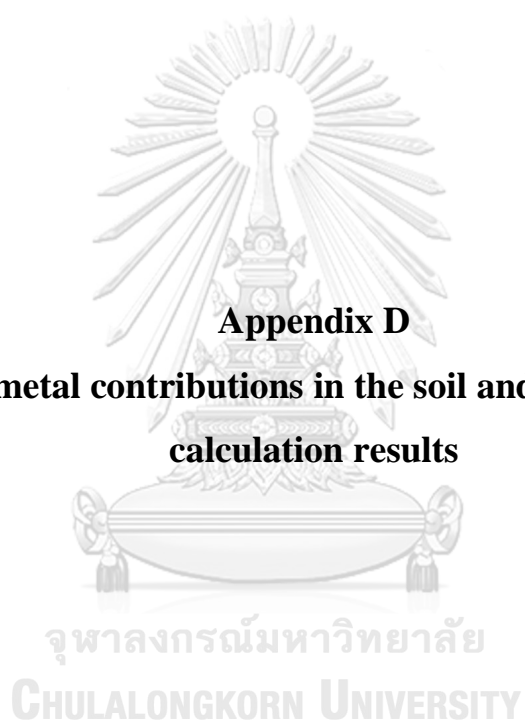 Appendix D
metal contributions in the soil and
calculation results
จุฬาลงกรณ์มหาวิทยาลัย
CHULALONGKORN UNIVERSITY